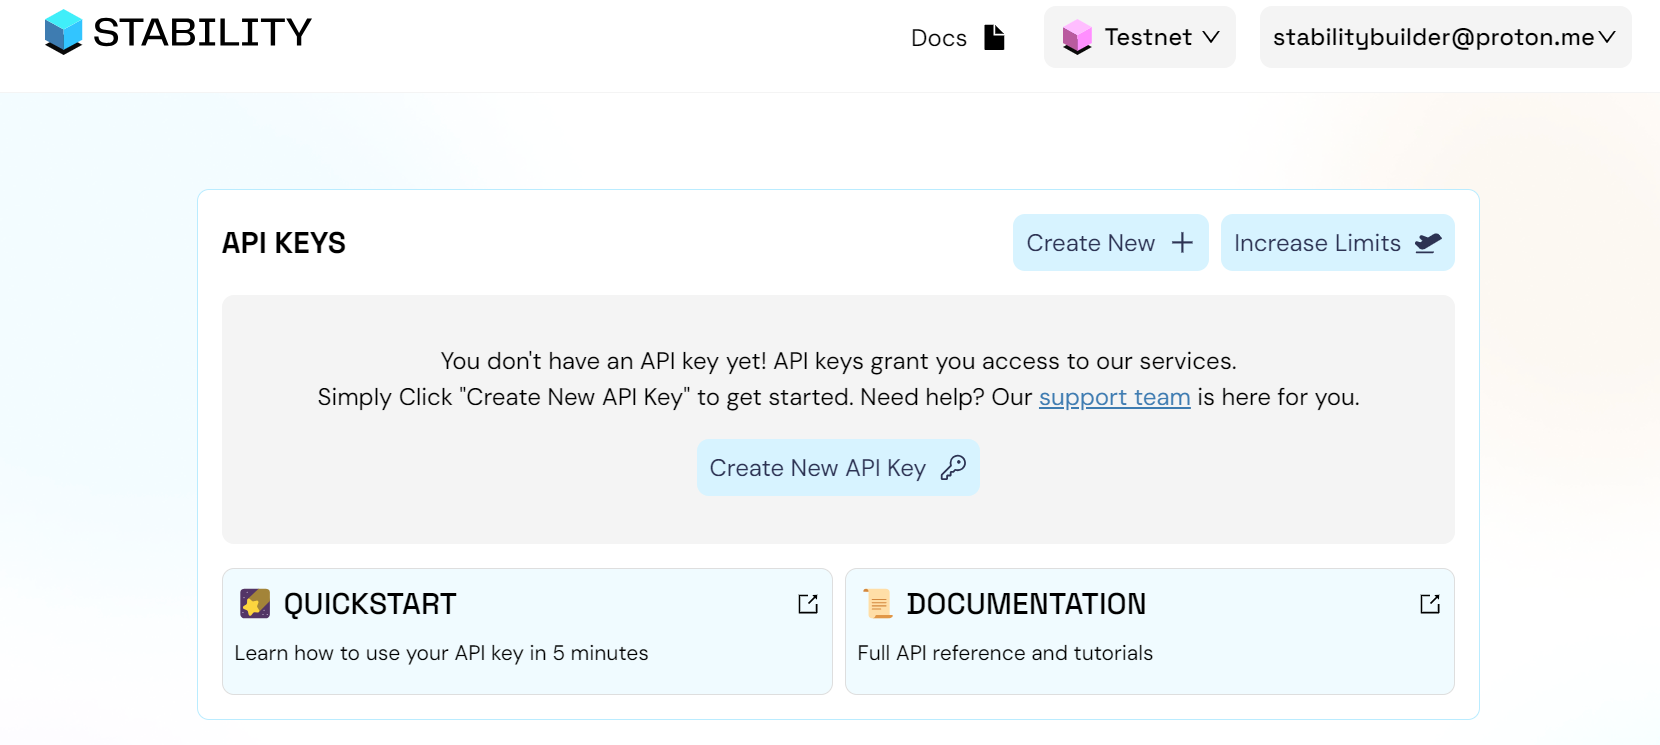 STABILITY
Docs
Testnet
stabilitybuilder@proton.me
API KEYS
Create New
Increase Limits
You don't have an API key yet! API keys grant you access to our services.
Simply Click "Create New API Key" to get started. Need help? Our support team is here for you.
Create New API Key
QUICKSTART
Learn how to use your API key in 5 minutes
DOCUMENTATION
Full API reference and tutorials